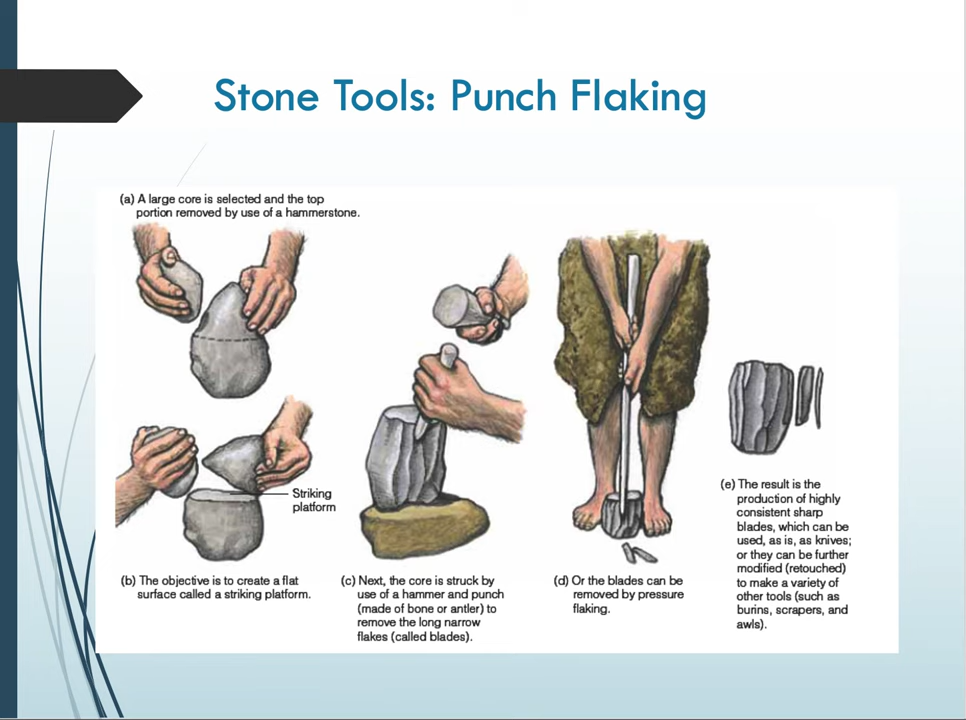 Stone Tools: Punch Flaking
(a) A large core is selected and the top
portion removed by use of a hammerstone.
Striking
platform
(b) The objective is to create a flat
surface called a striking platform.
(c) Next, the core is struck by
use of a hammer and punch
(made of bone or antler) to
remove the long narrow
flakes (called blades).
(d) Or the blades can be
removed by pressure
flaking.
(e) The result is the
production of highly
consistent sharp
blades, which can be
used, as is, as knives;
or they can be further
modified (retouched)
to make a variety of
other tools (such as
burins, scrapers, and
awls).